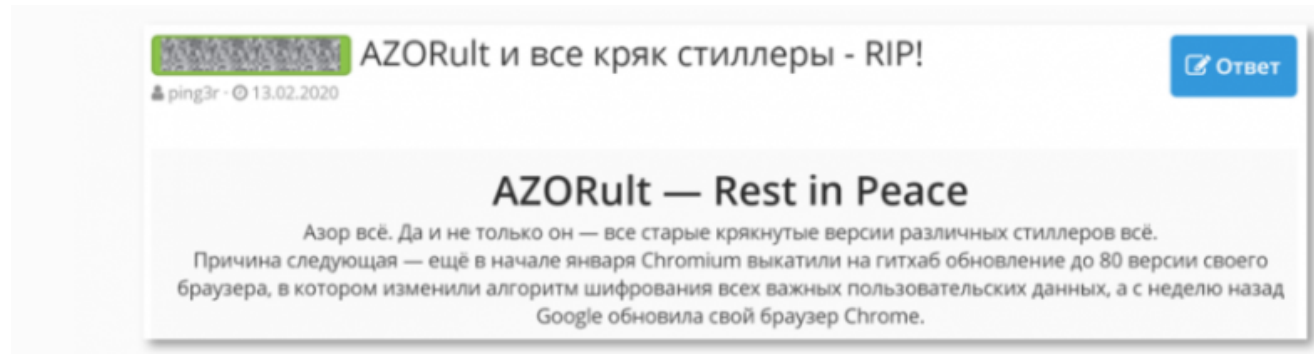 AZORult и все кряк стиллеры - RIP!
Ответ
ping3r · 13.02.2020
AZORult — Rest in Peace
Азор всё. Да и не только он — все старые крякнутые версии различных стиллеров всё.
Причина следующая — ещё в начале января Chromium выкатили на гитхаб обновление до 80 версии своего
браузера, в котором изменили алгоритм шифрования всех важных пользовательских данных, а с неделю назад
Google обновила свой браузер Chrome.